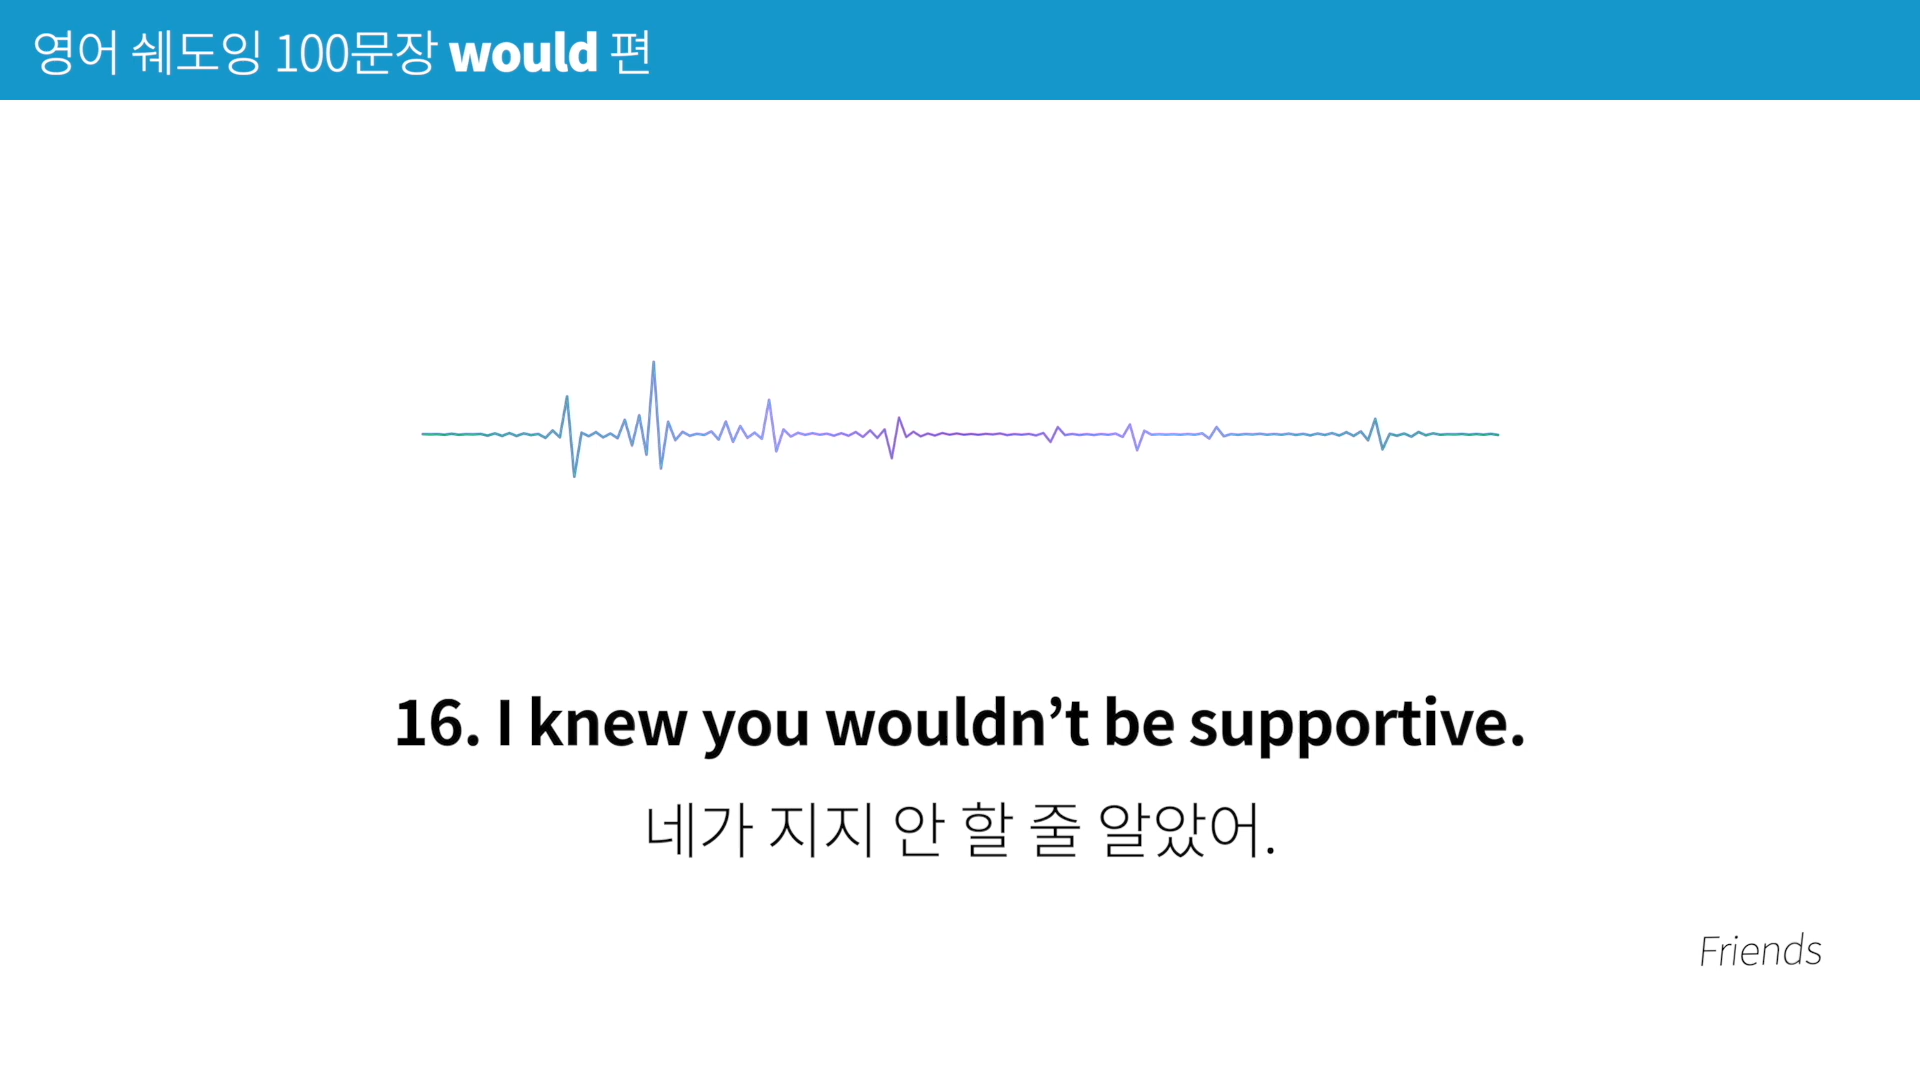 영어 쉐도잉 100문장 would 편
16. I knew you wouldn’t be supportive.
네가 지지 안 할 줄 알았어.
Friends